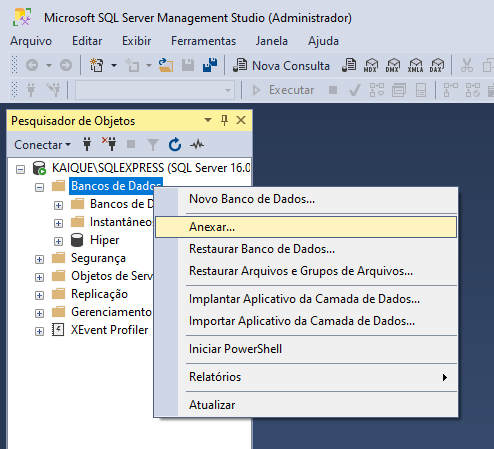 Microsoft SQL Server Management Studio (Administrador)
Arquivo Editar Exibir Ferramentas Janela Ajuda
Nova Consulta MDX DMX XMLA DAX
Executar
Pesquisador de Objetos
Conectar
KAIQUE\SQLEXPRESS (SQL Server 16.0
Bancos de Dados
Bancos de D
Instantâneo
Hiper
Segurança
Objetos de Serv
Replicação
Gerenciamento
XEvent Profiler
Novo Banco de Dados...
Anexar...
Restaurar Banco de Dados...
Restaurar Arquivos e Grupos de Arquivos...
Implantar Aplicativo da Camada de Dados...
Importar Aplicativo da Camada de Dados...
Iniciar PowerShell
Relatórios
Atualizar